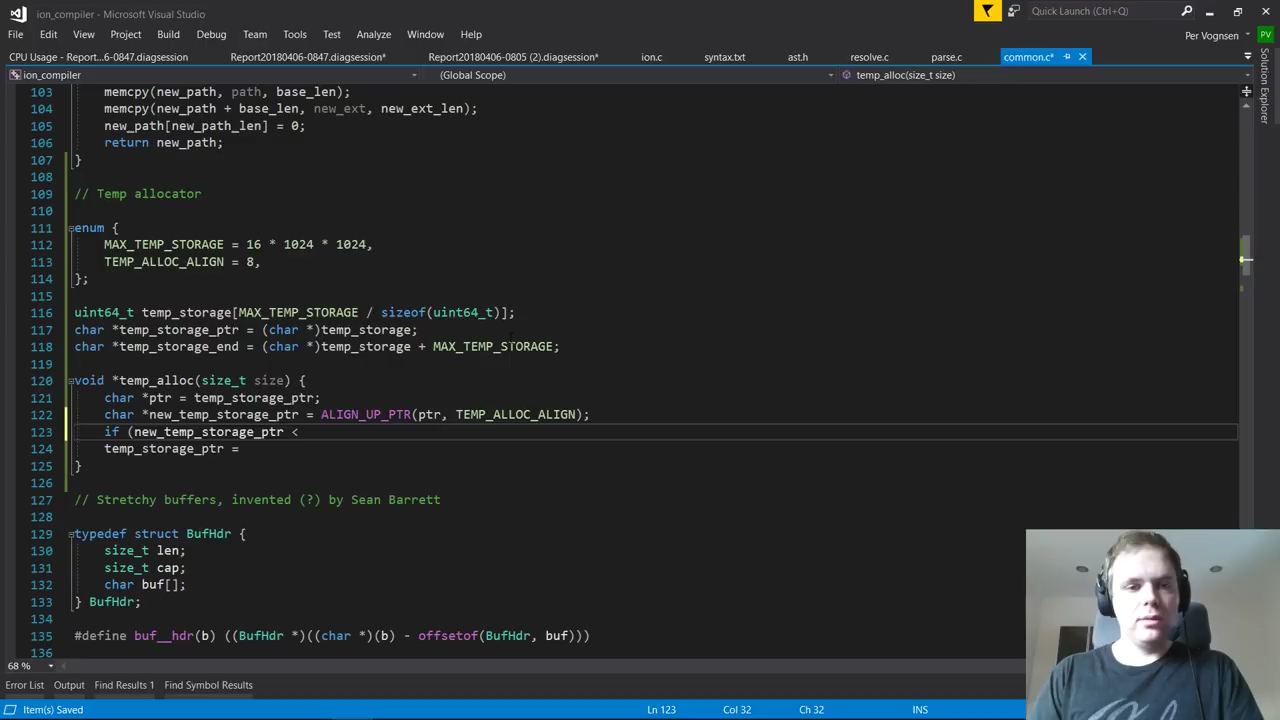 ion_compiler - Microsoft Visual Studio
Quick Launch (Ctrl+Q)
File Edit View Project Build Debug Team Tools Test Analyze Window Help
Per Vognsen PV
CPU Usage - Report...6-0847.diagsession Report20180406-0847.diagsession* Report20180406-0805 (2).diagsession* ion.c syntax.txt ast.h resolve.c parse.c common.c*
ion_compiler (Global Scope) temp_alloc(size_t size)
Solution Explorer
103 memcpy(new_path, path, base_len);
104 memcpy(new_path + base_len, new_ext, new_ext_len);
105 new_path[new_path_len] = 0;
106 return new_path;
107 }
108
109 // Temp allocator
110
111 enum {
112 MAX_TEMP_STORAGE = 16 * 1024 * 1024,
113 TEMP_ALLOC_ALIGN = 8,
114 };
115
116 uint64_t temp_storage[MAX_TEMP_STORAGE / sizeof(uint64_t)];
117 char *temp_storage_ptr = (char *)temp_storage;
118 char *temp_storage_end = (char *)temp_storage + MAX_TEMP_STORAGE;
119
120 void *temp_alloc(size_t size) {
121 char *ptr = temp_storage_ptr;
122 char *new_temp_storage_ptr = ALIGN_UP_PTR(ptr, TEMP_ALLOC_ALIGN);
123 if (new_temp_storage_ptr <
124 temp_storage_ptr =
125 }
126
127 // Stretchy buffers, invented (?) by Sean Barrett
128
129 typedef struct BufHdr {
130 size_t len;
131 size_t cap;
132 char buf[];
133 } BufHdr;
134
135 #define buf__hdr(b) ((BufHdr *)((char *)(b) - offsetof(BufHdr, buf)))
136
68 %
Error List Output Find Results 1 Find Symbol Results
Item(s) Saved Ln 123 Col 32 Ch 32 INS